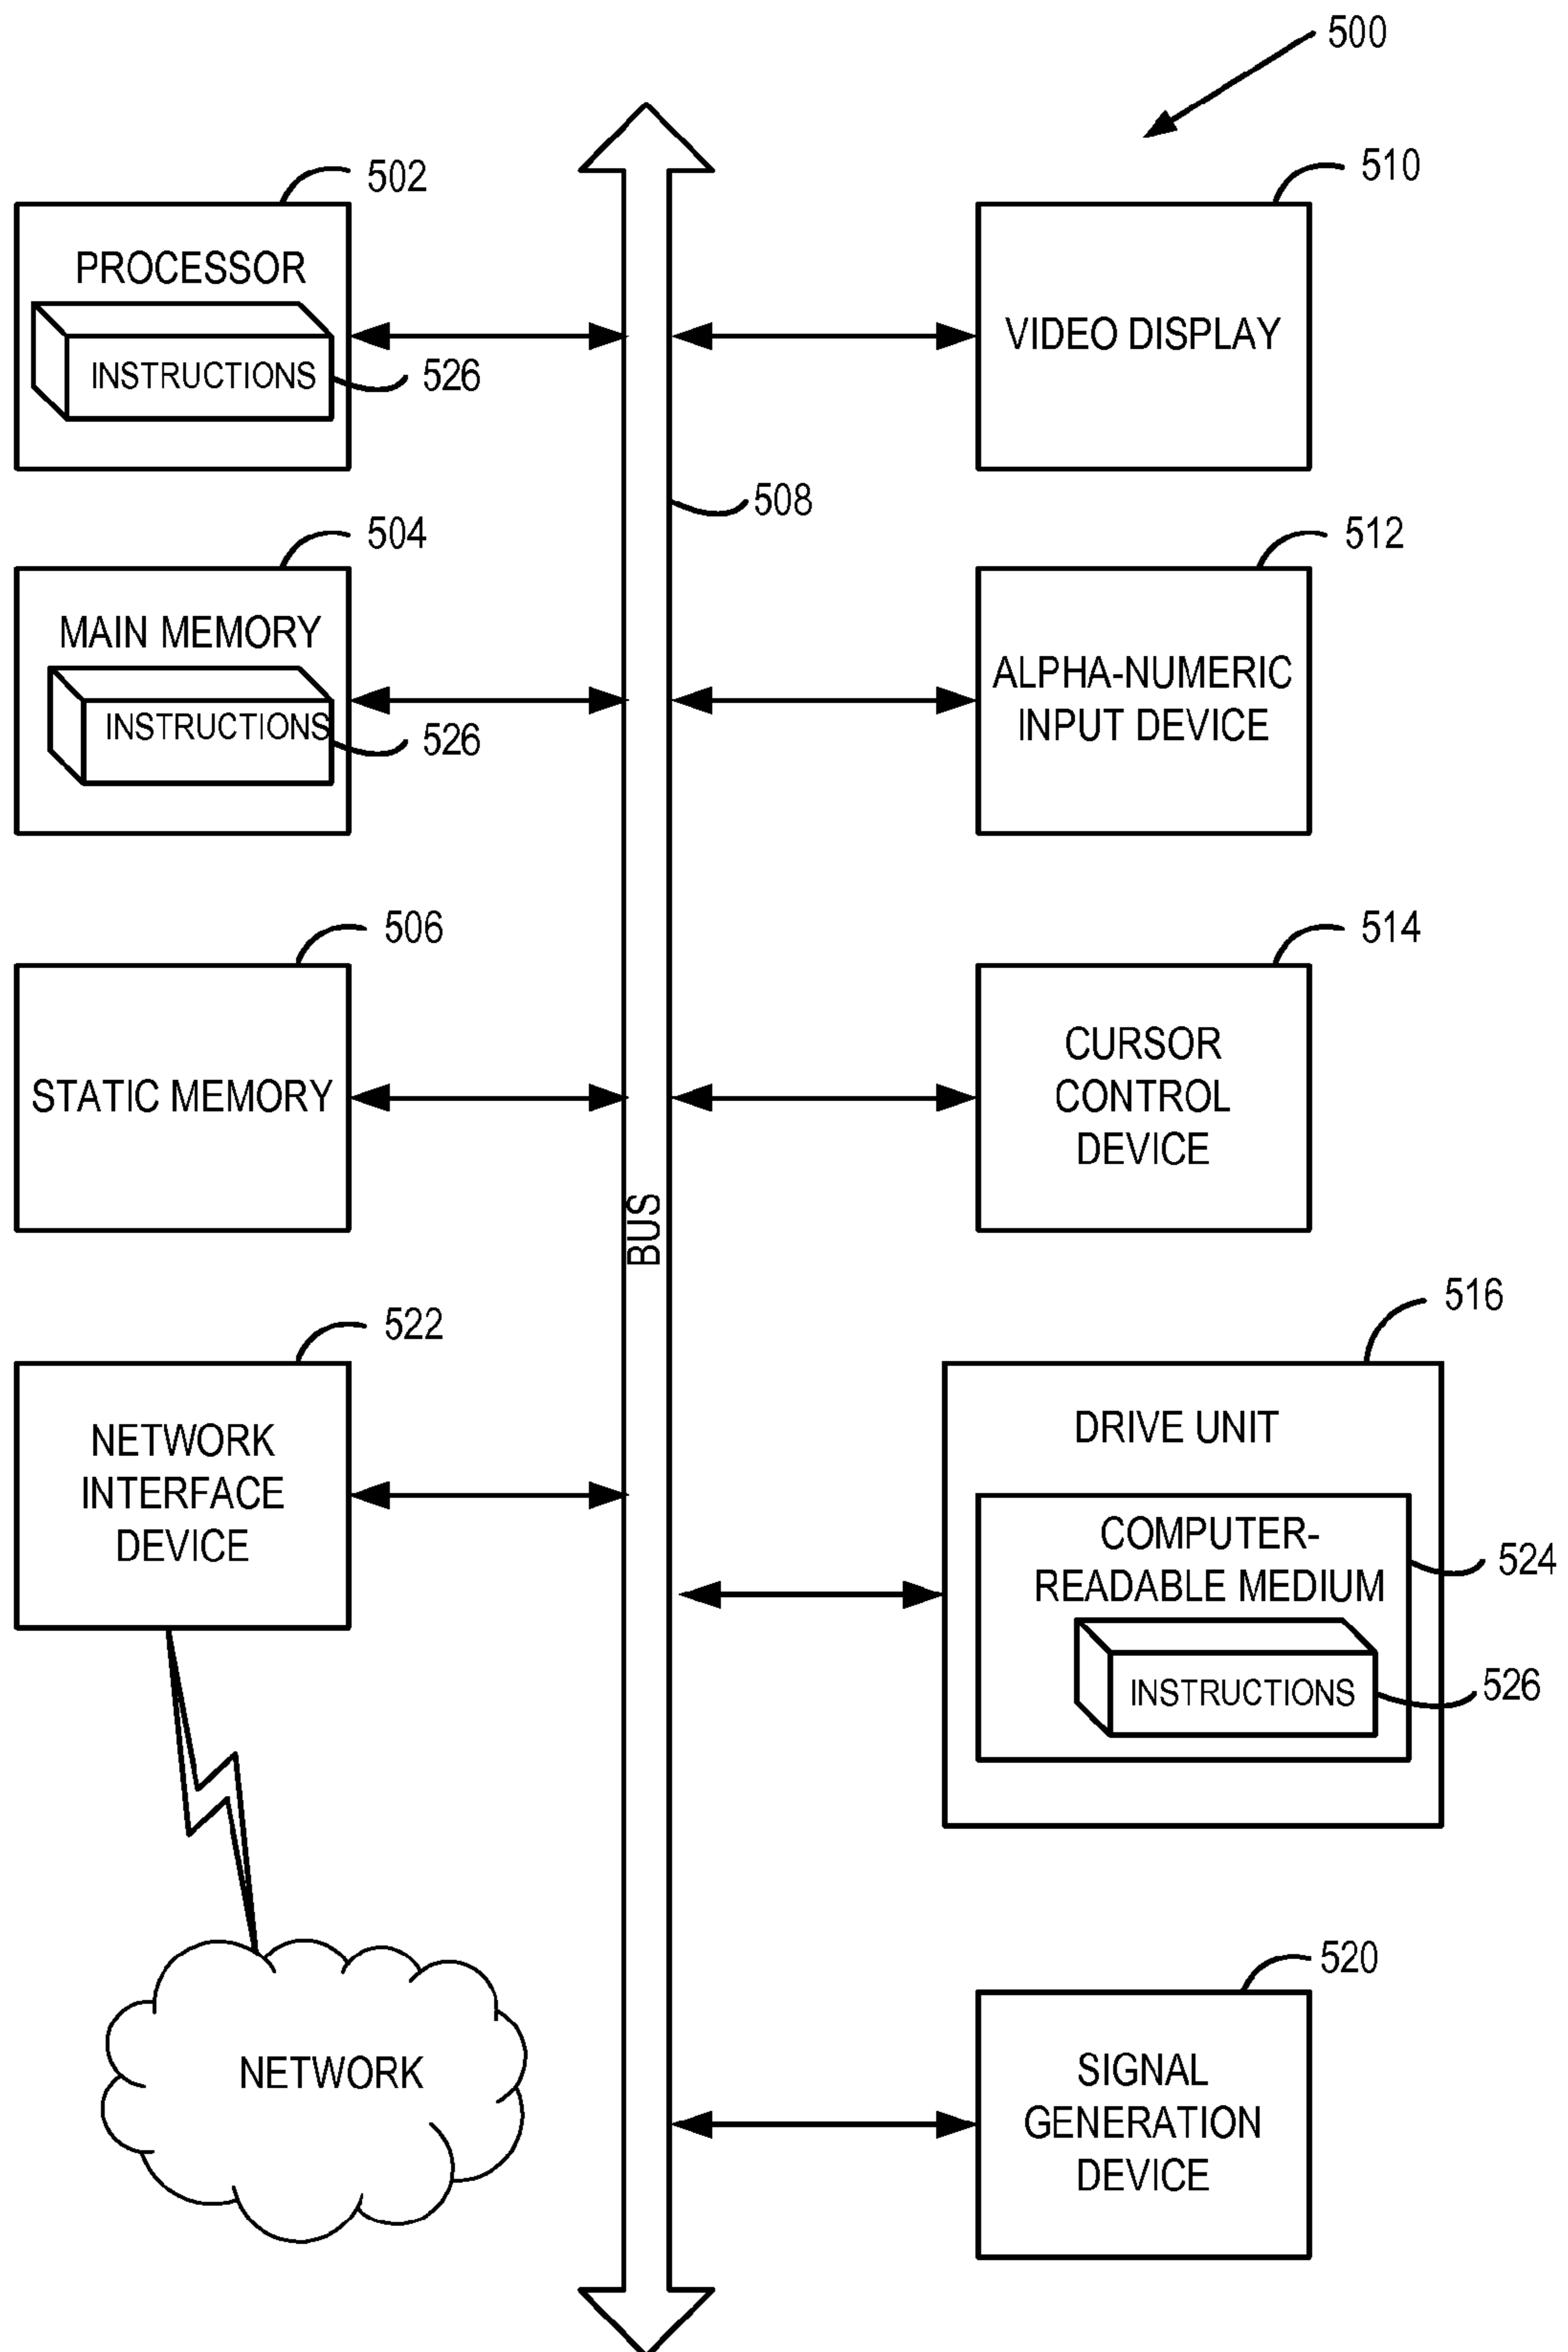 500
502
PROCESSOR
INSTRUCTIONS
526
510
VIDEO DISPLAY
508
504
MAIN MEMORY
INSTRUCTIONS
526
512
ALPHA-NUMERIC
INPUT DEVICE
506
STATIC MEMORY
514
CURSOR
CONTROL
DEVICE
BUS
522
NETWORK
INTERFACE
DEVICE
516
DRIVE UNIT
COMPUTER-
READABLE MEDIUM
524
INSTRUCTIONS
526
NETWORK
520
SIGNAL
GENERATION
DEVICE